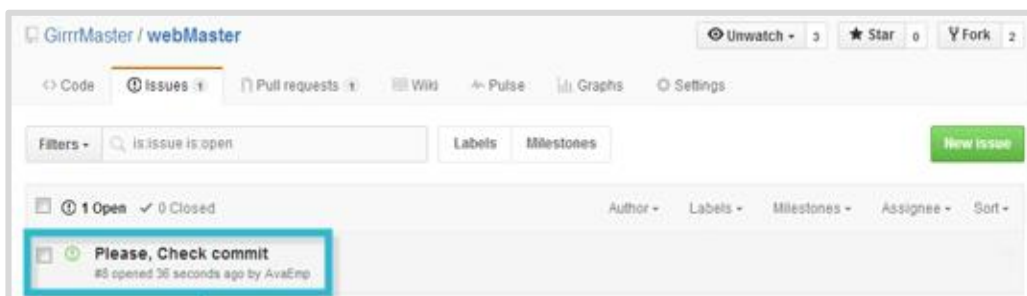 GirrrMaster / webMaster
Unwatch 3 Star 0 Fork 2
Code Issues 1 Pull requests 1 Wiki Pulse Graphs Settings
Filters is:issue is:open Labels Milestones New issue
1 Open 0 Closed Author Labels Milestones Assignee Sort
Please, Check commit
#6 opened 36 seconds ago by AvaEmp